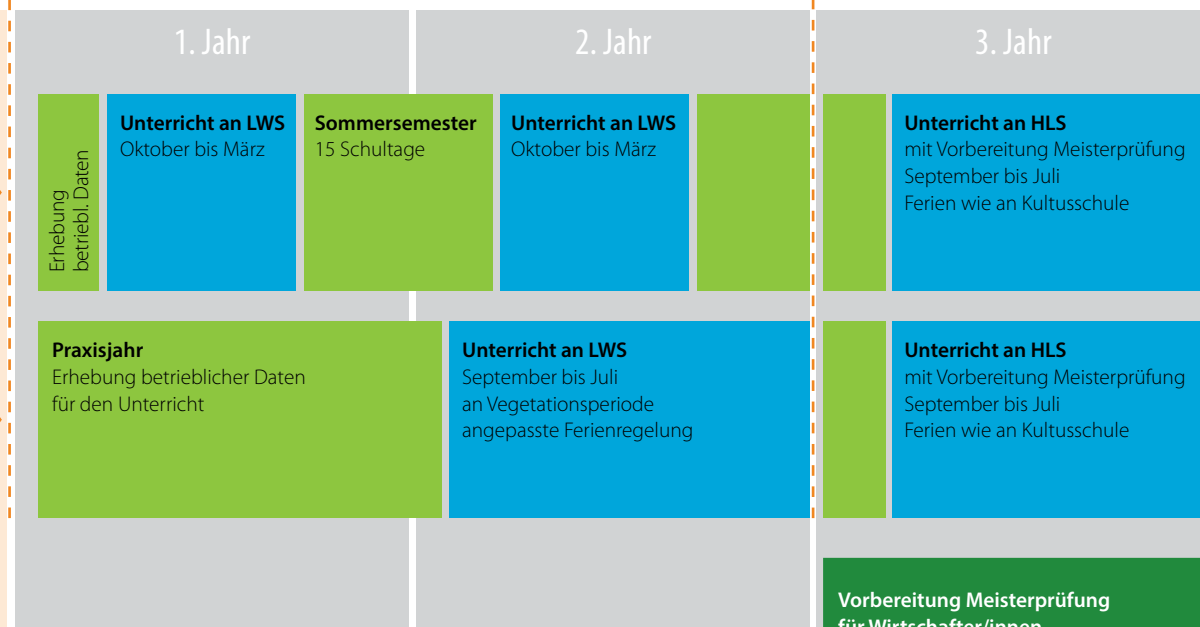 1. Jahr
2. Jahr
3. Jahr
Erhebung
betriebl. Daten
Unterricht an LWS
Oktober bis März
Sommersemester
15 Schultage
Unterricht an LWS
Oktober bis März
Unterricht an HLS
mit Vorbereitung Meisterprüfung
September bis Juli
Ferien wie an Kultusschule
Praxisjahr
Erhebung betrieblicher Daten
für den Unterricht
Unterricht an LWS
September bis Juli
an Vegetationsperiode
angepasste Ferienregelung
Unterricht an HLS
mit Vorbereitung Meisterprüfung
September bis Juli
Ferien wie an Kultusschule
Vorbereitung Meisterprüfung
für Wirtschafter/innen